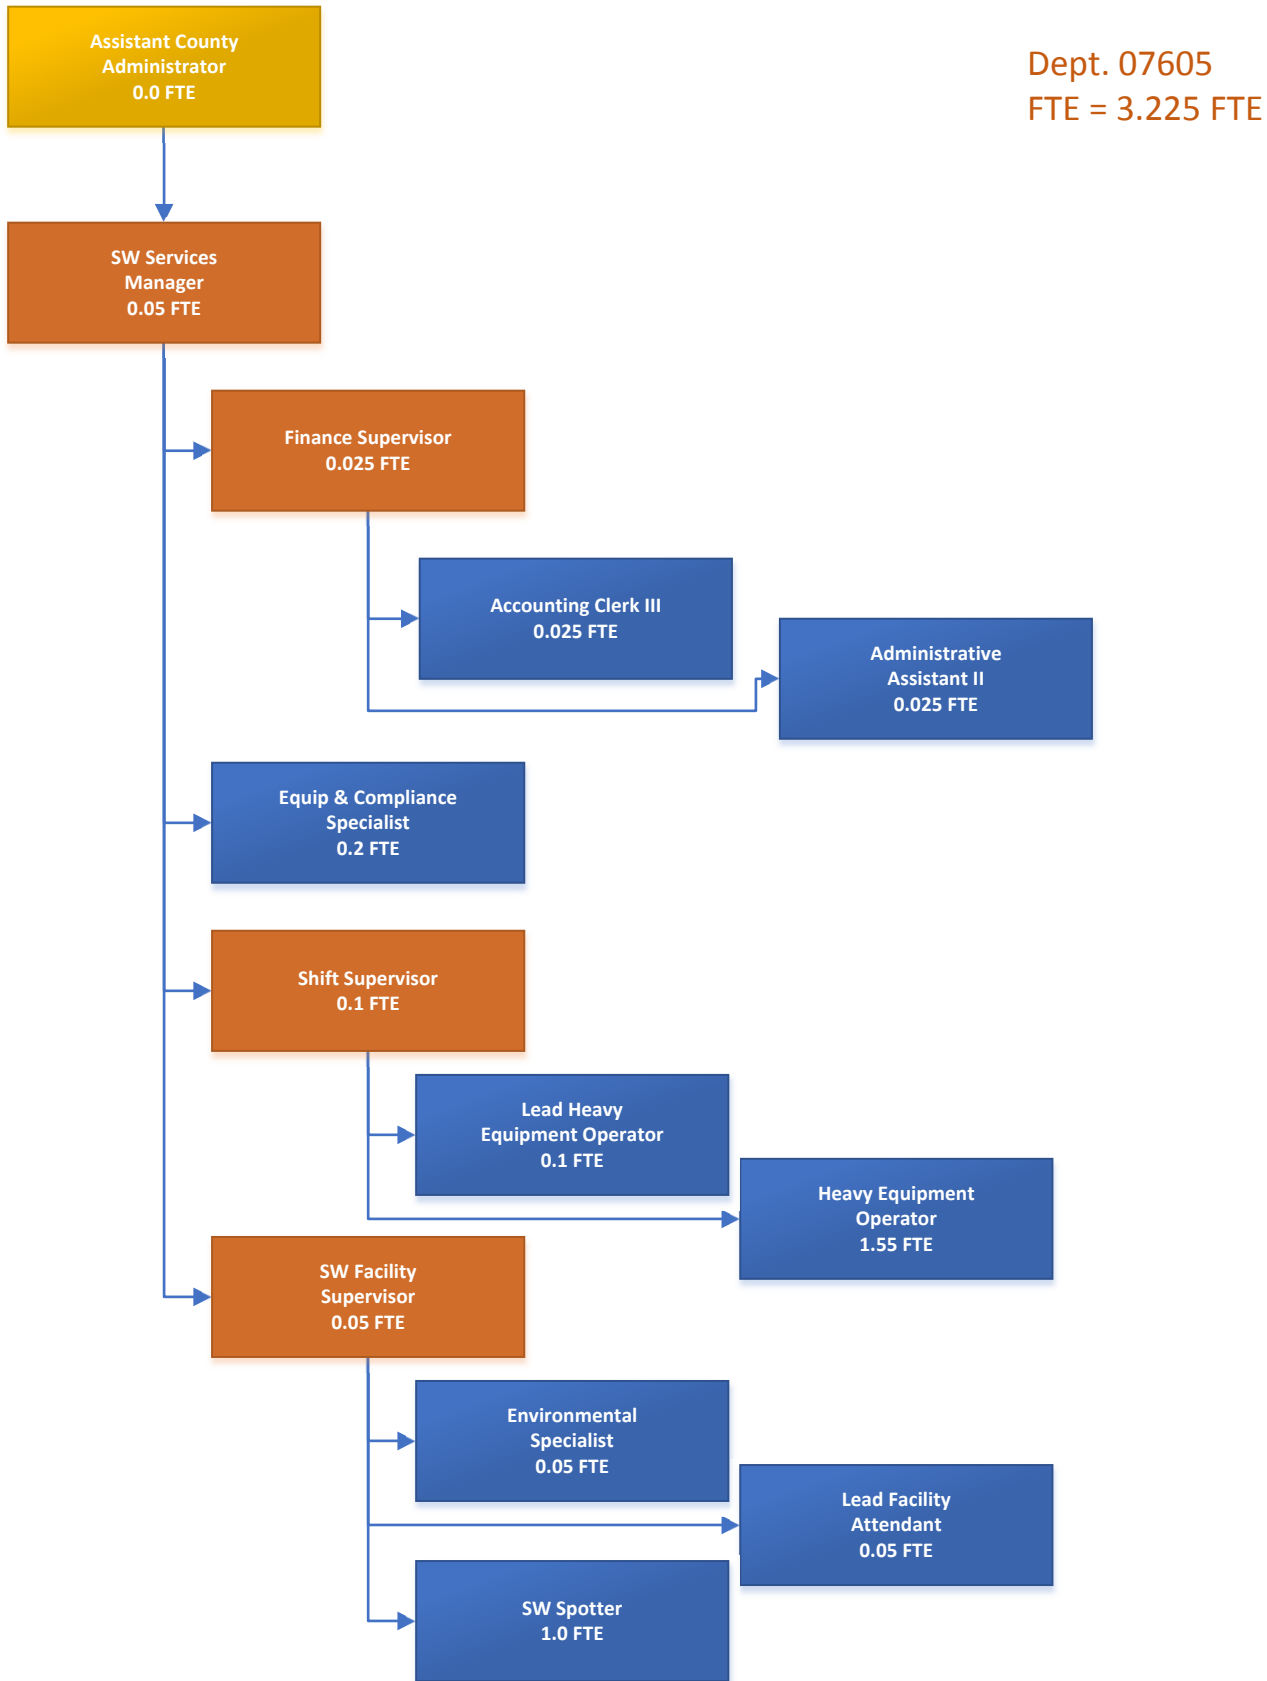 Assistant County
Administrator
0.0 FTE
Dept. 07605
FTE = 3.225 FTE
SW Services
Manager
0.05 FTE
Finance Supervisor
0.025 FTE
Accounting Clerk III
0.025 FTE
Administrative
Assistant II
0.025 FTE
Equip & Compliance
Specialist
0.2 FTE
Shift Supervisor
0.1 FTE
Lead Heavy
Equipment Operator
0.1 FTE
Heavy Equipment
Operator
1.55 FTE
SW Facility
Supervisor
0.05 FTE
Environmental
Specialist
0.05 FTE
Lead Facility
Attendant
0.05 FTE
SW Spotter
1.0 FTE